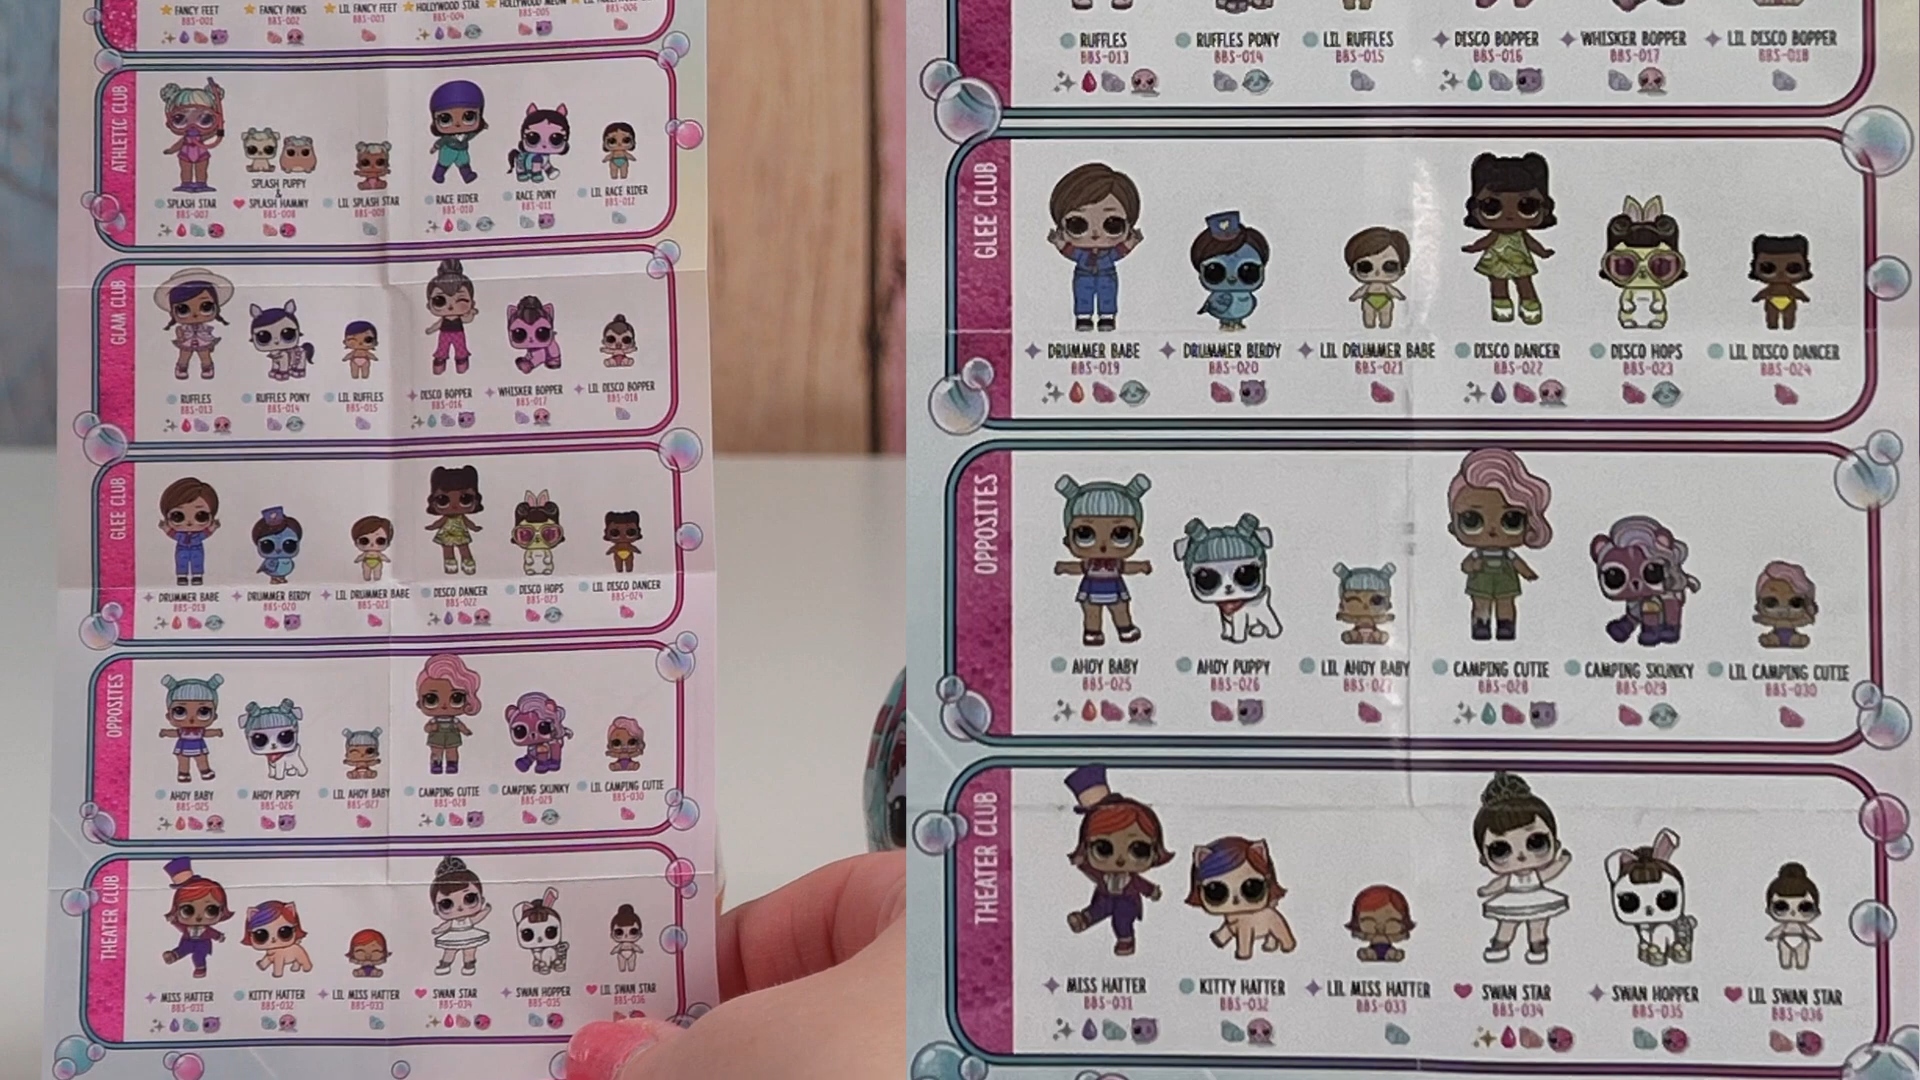 FANCY FEET
BBS-001
FANCY PAWS
BBS-002
LIL FANCY FEET
BBS-003
HOLLYWOOD STAR
BBS-004
BBS-005
BBS-006
ATHLETIC CLUB
SPLASH STAR
BBS-007
SPLASH PUPPY
&
SPLASH HAMMY
BBS-008
LIL SPLASH STAR
BBS-009
RACE RIDER
BBS-010
RACE PONY
BBS-011
LIL RACE RIDER
BBS-012
GLAM CLUB
RUFFLES
BBS-013
RUFFLES PONY
BBS-014
LIL RUFFLES
BBS-015
DISCO BOPPER
BBS-016
WHISKER BOPPER
BBS-017
LIL DISCO BOPPER
BBS-018
GLEE CLUB
DRUMMER BABE
BBS-019
DRUMMER BIRDY
BBS-020
LIL DRUMMER BABE
BBS-021
DISCO DANCER
BBS-022
DISCO HOPS
BBS-023
LIL DISCO DANCER
BBS-024
OPPOSITES
AHOY BABY
BBS-025
AHOY PUPPY
BBS-026
LIL AHOY BABY
BBS-027
CAMPING CUTIE
BBS-028
CAMPING SKUNKY
BBS-029
LIL CAMPING CUTIE
BBS-030
THEATER CLUB
MISS HATTER
BBS-031
KITTY HATTER
BBS-032
LIL MISS HATTER
BBS-033
SWAN STAR
BBS-034
SWAN HOPPER
BBS-035
LIL SWAN STAR
BBS-036
RUFFLES
BBS-013
RUFFLES PONY
BBS-014
LIL RUFFLES
BBS-015
DISCO BOPPER
BBS-016
WHISKER BOPPER
BBS-017
LIL DISCO BOPPER
BBS-018
GLEE CLUB
DRUMMER BABE
BBS-019
DRUMMER BIRDY
BBS-020
LIL DRUMMER BABE
BBS-021
DISCO DANCER
BBS-022
DISCO HOPS
BBS-023
LIL DISCO DANCER
BBS-024
OPPOSITES
AHOY BABY
BBS-025
AHOY PUPPY
BBS-026
LIL AHOY BABY
BBS-027
CAMPING CUTIE
BBS-028
CAMPING SKUNKY
BBS-029
LIL CAMPING CUTIE
BBS-030
THEATER CLUB
MISS HATTER
BBS-031
KITTY HATTER
BBS-032
LIL MISS HATTER
BBS-033
SWAN STAR
BBS-034
SWAN HOPPER
BBS-035
LIL SWAN STAR
BBS-036